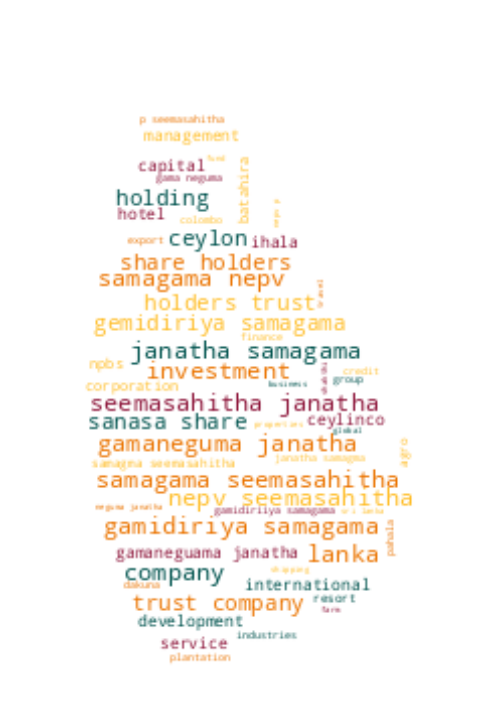 p seemasahitha
management
capital
fund
gama neguma
batahira
holding
hotel
colombo
export
ceylon
ihala
share holders
samagama nepv
holders trust
travel
gemidiriya samagama
finance
janatha samagama
npbs
investment
credit
group
business
corporation
seemasahitha janatha
sanasa share
properties
ceylinco
global
gamaneguma janatha
agro
samagma seemasahitha
janatha samagma
samagama seemasahitha
nepv seemasahitha
neguma janatha
gamidiriiya samagama
sri lanka
gamidiriya samagama
pahala
gamaneguama janatha
lanka
company
shipping
dakuna
international
trust company
resort
farm
development
industries
service
plantation